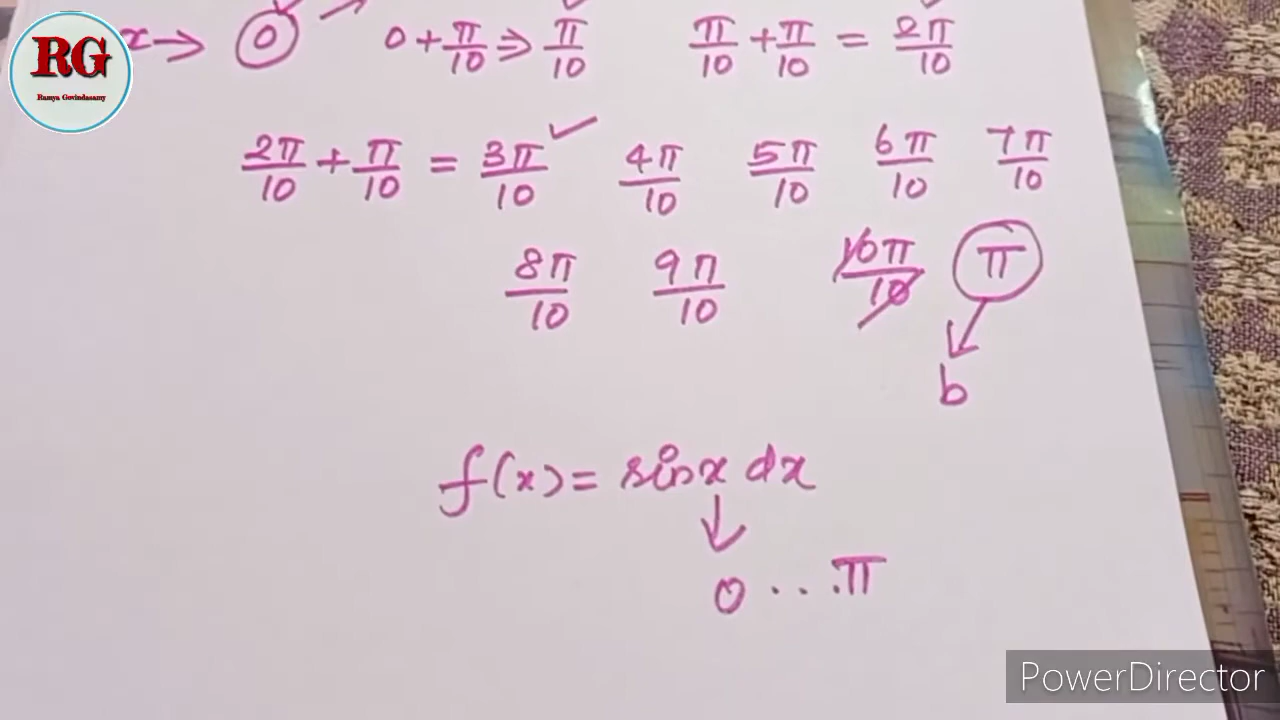 RG
Ramya Govindasamy
x → 0 0 + π/10 ⇒ π/10 π/10 + π/10 = 2π/10
2π/10 + π/10 = 3π/10 4π/10 5π/10 6π/10 7π/10
8π/10 9π/10 10π/10 π
b
f(x) = sinx dx
0 . . . π
PowerDirector